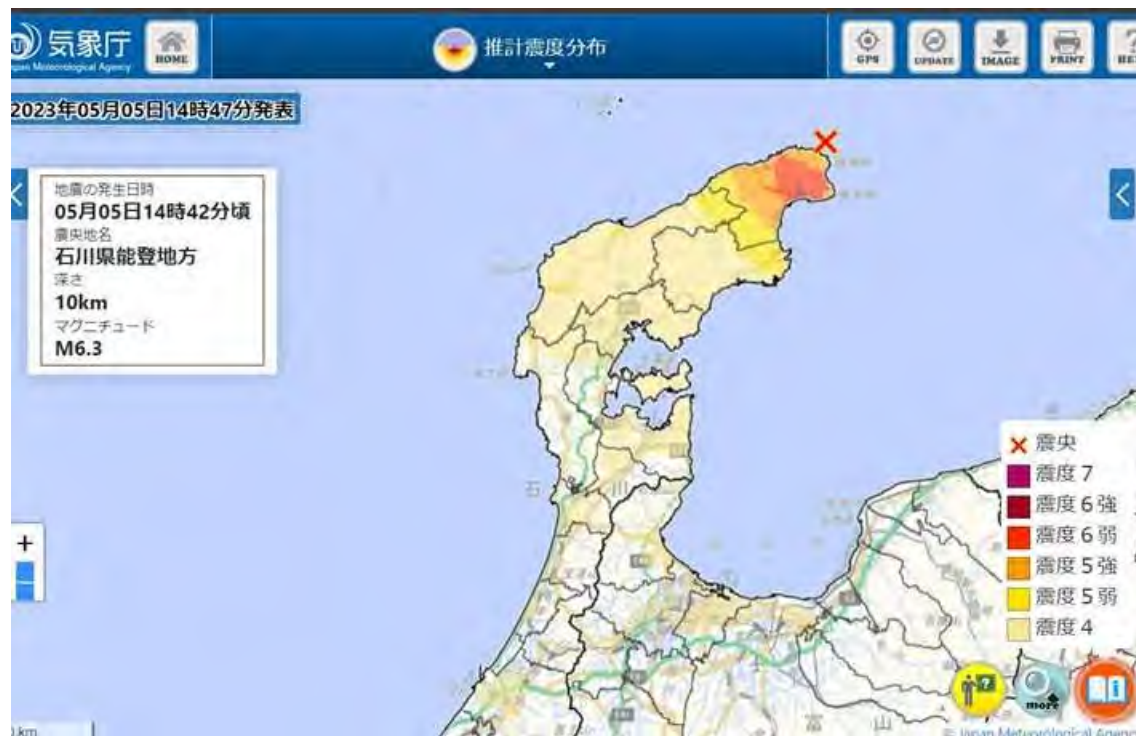 気象庁
Japan Meteorological Agency
HOME
推計震度分布
GPS
UPDATE
IMAGE
PRINT
2023年05月05日14時47分発表
地震の発生日時
05月05日14時42分頃
震央地名
石川県能登地方
深さ
10km
マグニチュード
M6.3
石
川
震央
震度7
震度6強
震度6弱
震度5強
震度5弱
震度4
+
more
富
山
km
© Japan Meteorological Agenc